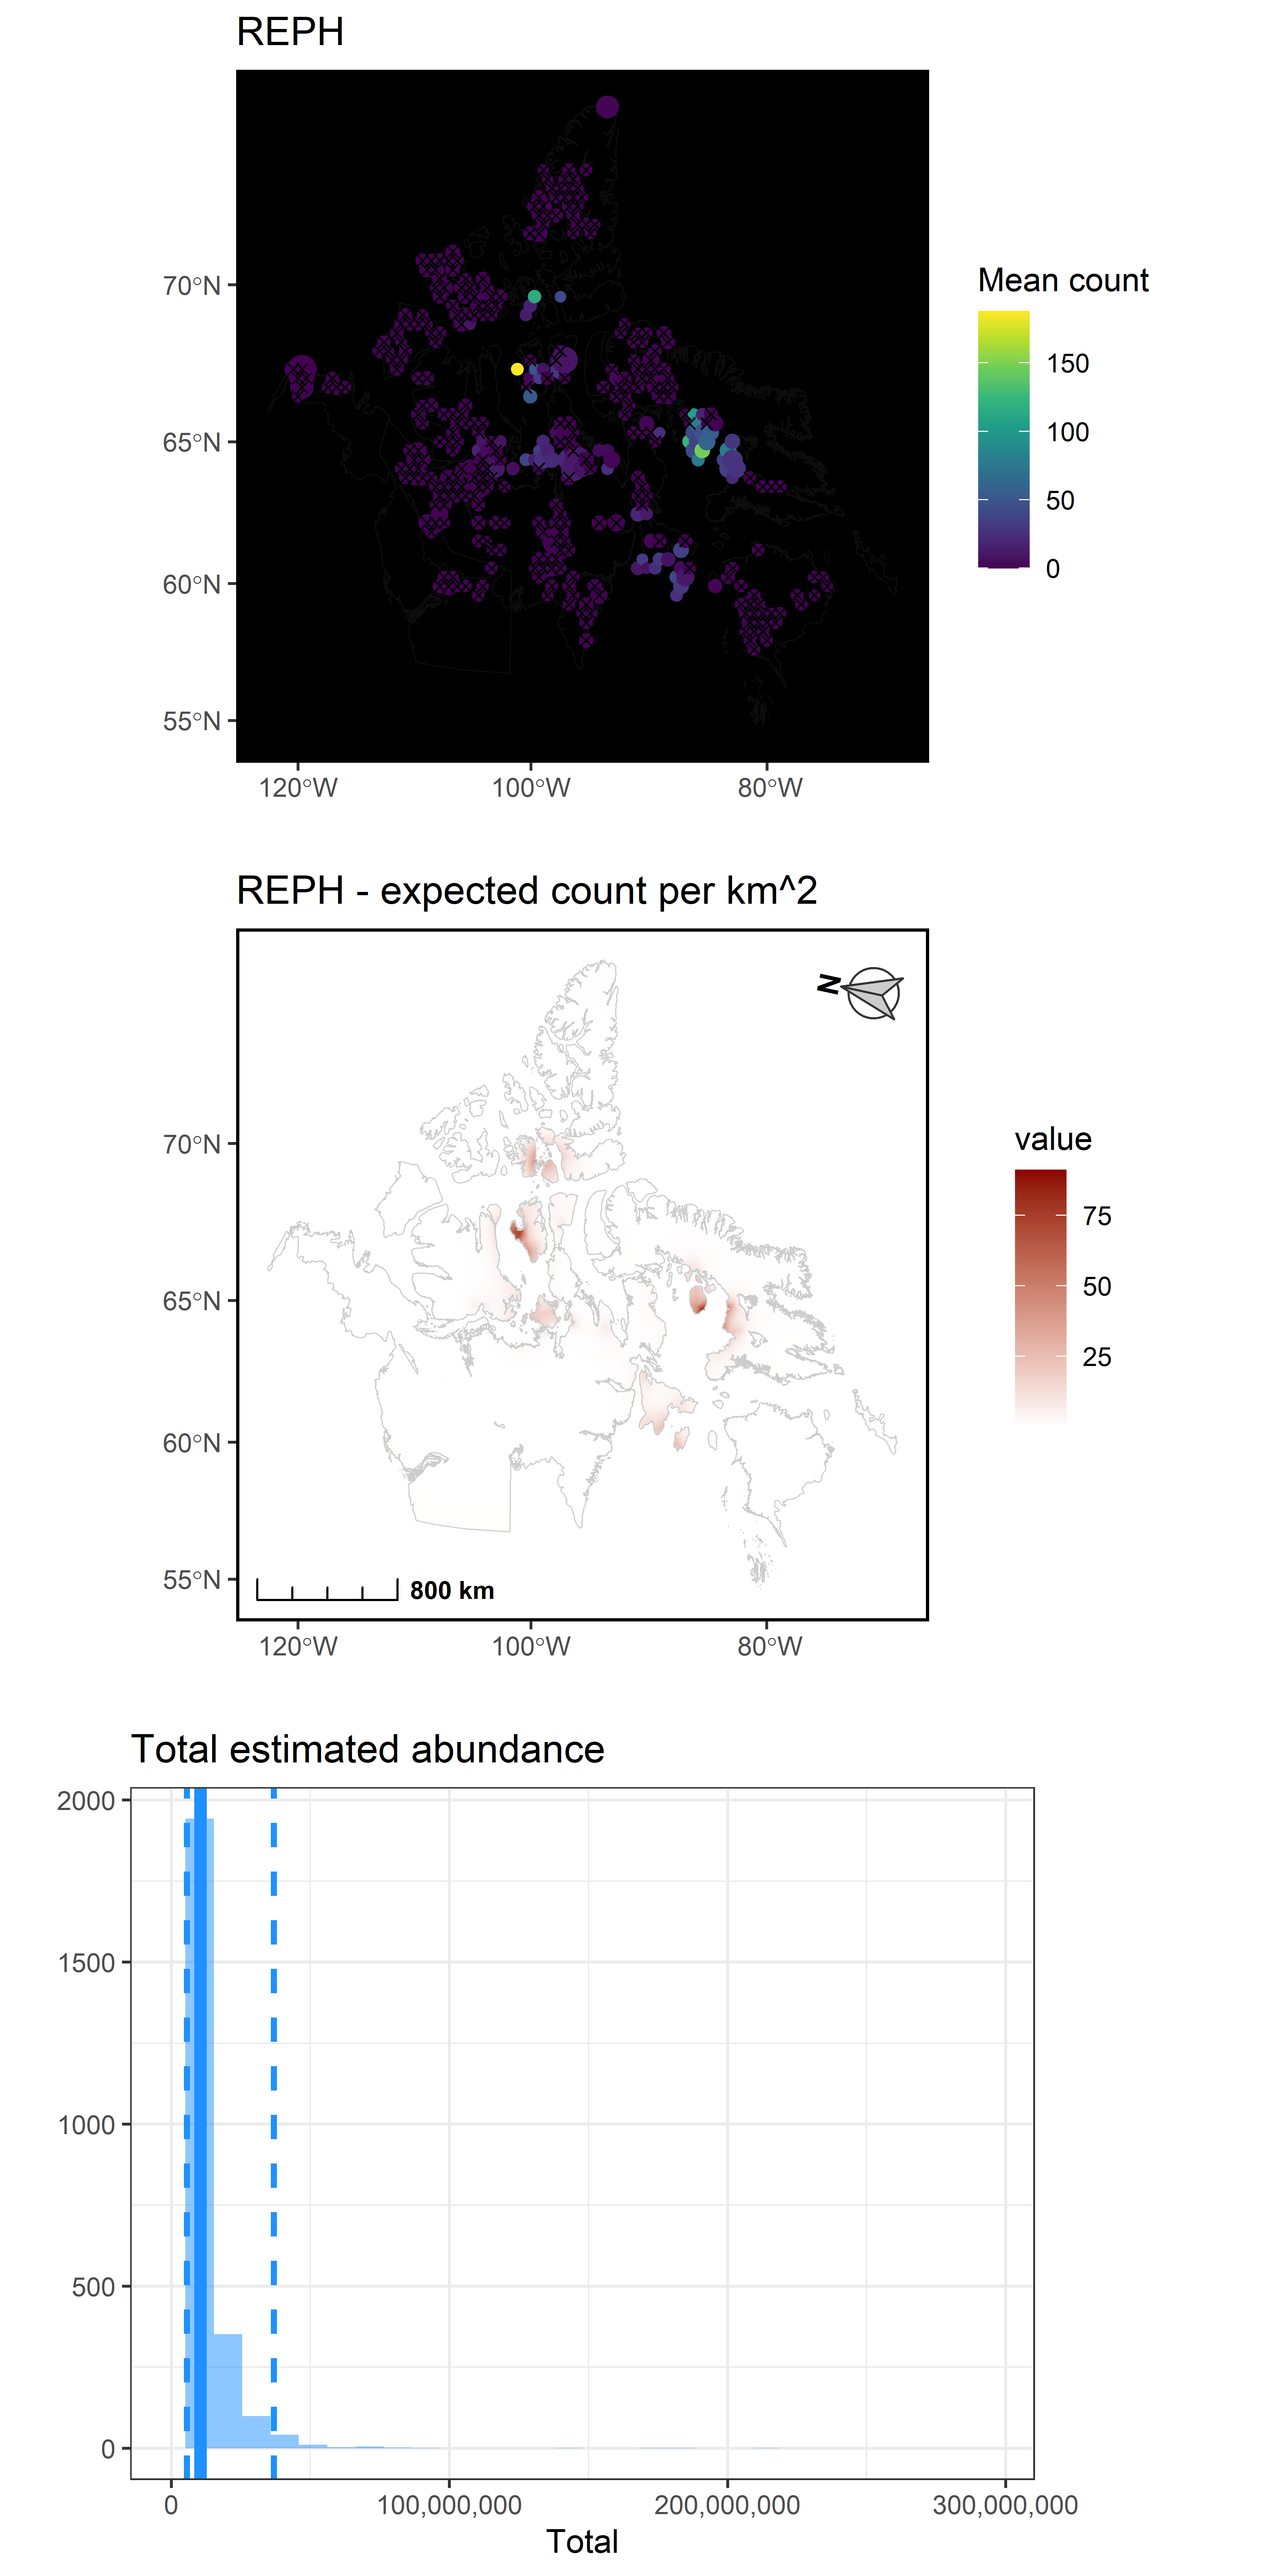 REPH
70°N
65°N
60°N
55°N
120°W 100°W 80°W
Mean count
150
100
50
0
REPH - expected count per km^2
N
70°N
65°N
60°N
55°N
800 km
120°W 100°W 80°W
value
75
50
25
Total estimated abundance
2000
1500
1000
500
0
0 100,000,000 200,000,000 300,000,000
Total